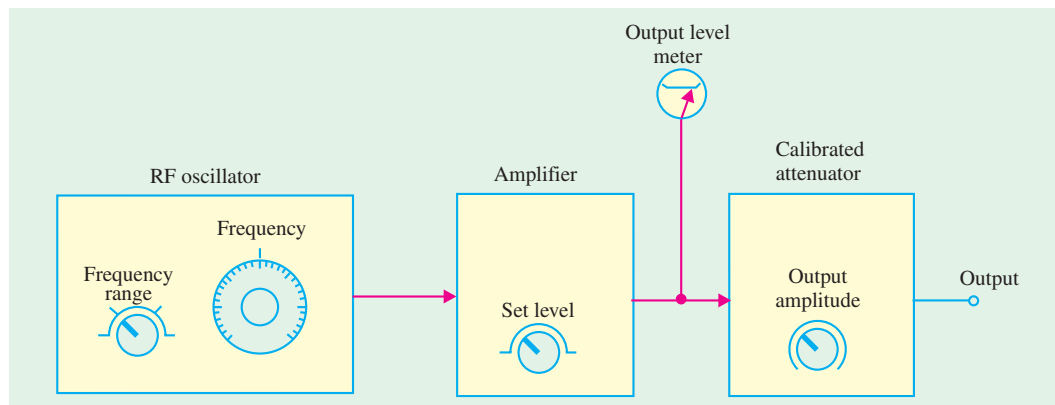 Output level
meter
RF oscillator
Amplifier
Calibrated
attenuator
Frequency
Frequency
range
Set level
Output
amplitude
Output